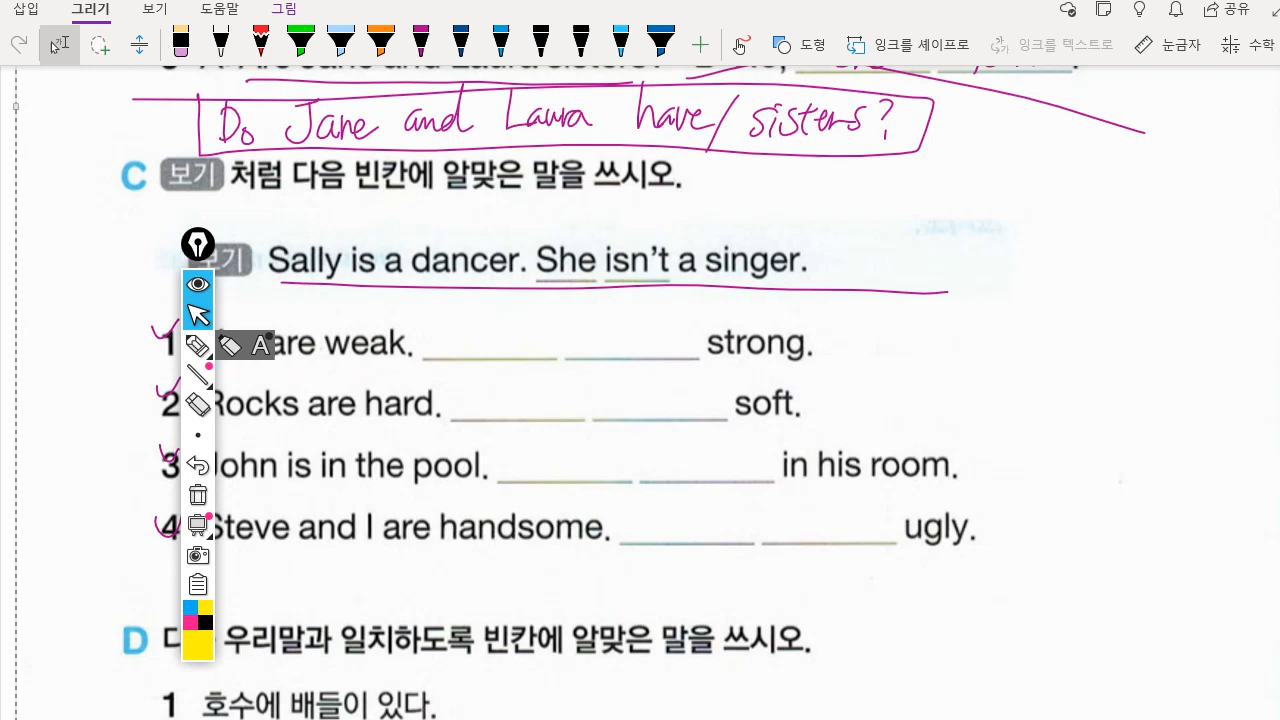 삽입 그리기 보기 도움말 그림 공유
도형 잉크를 셰이프로 잉크를 텍스트로 눈금자 수학
Do Jane and Laura have / sisters?
C 보기 처럼 다음 빈칸에 알맞은 말을 쓰시오.
보기 Sally is a dancer. She isn't a singer.
1 are weak. strong.
2 Rocks are hard. soft.
3 John is in the pool. in his room.
4 Steve and I are handsome. ugly.
D 우리말과 일치하도록 빈칸에 알맞은 말을 쓰시오.
1 호수에 배들이 있다.